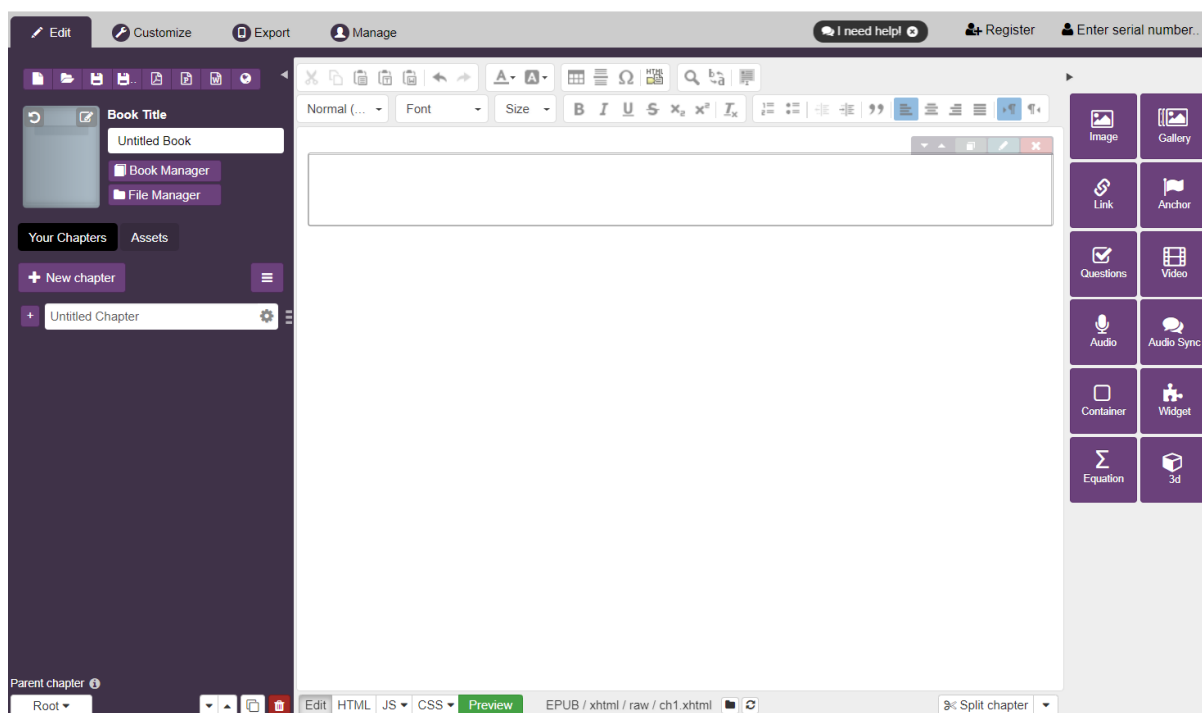 Edit
Customize
Export
Manage
I need help!
Register
Enter serial number..
Book Title
Untitled Book
Book Manager
File Manager
Your Chapters
Assets
New chapter
Untitled Chapter
Parent chapter
Root
Normal (...
Font
Size
Edit
HTML
JS
CSS
Preview
EPUB / xhtml / raw / ch1.xhtml
Split chapter
Image
Gallery
Link
Anchor
Questions
Video
Audio
Audio Sync
Container
Widget
Equation
3d